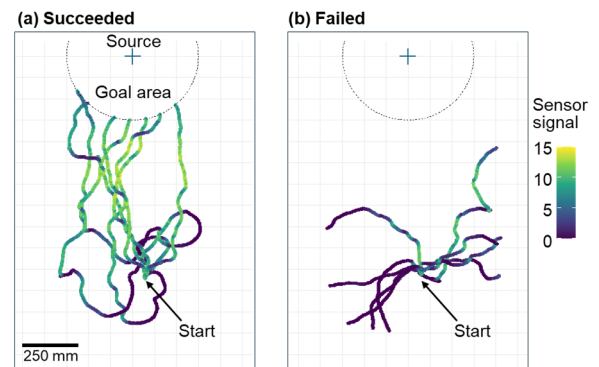 (a) Succeeded
(b) Failed
Source
Goal area
Start
250 mm
Start
Sensor
signal
15
10
5
0